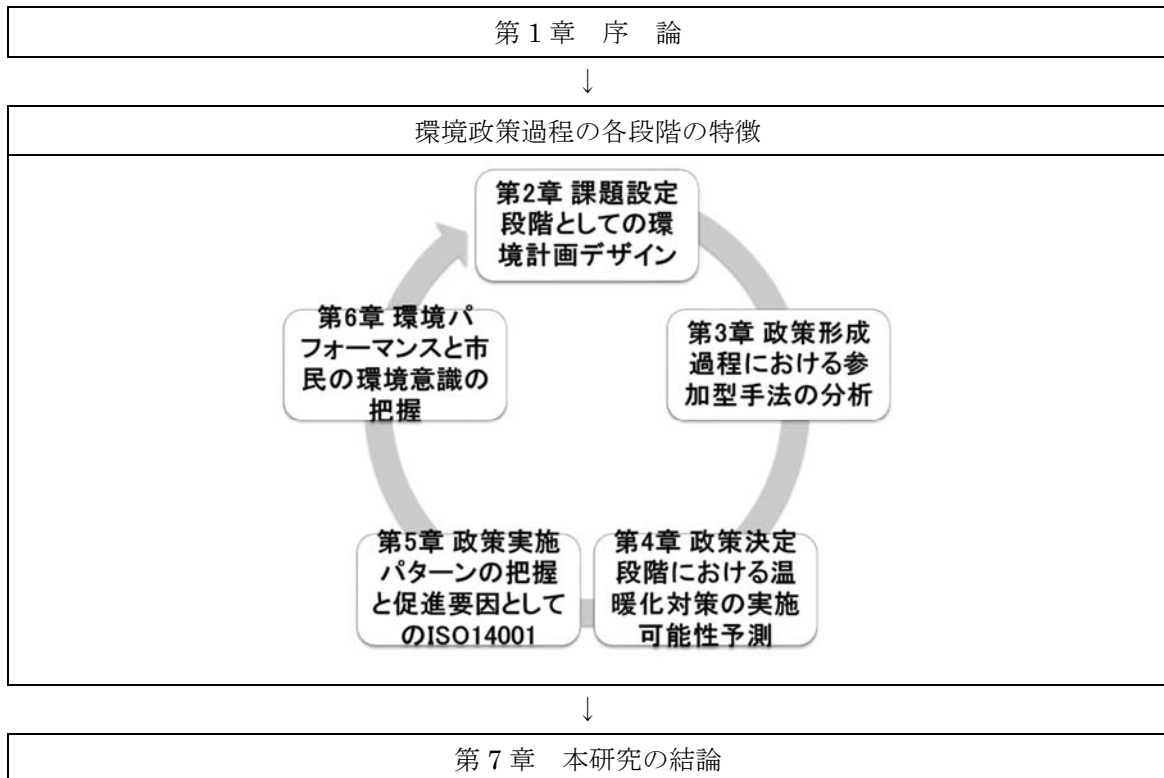 第1章　序　論
↓
環境政策過程の各段階の特徴
第2章 課題設定
段階としての環
境計画デザイン
第3章 政策形成
過程における参
加型手法の分析
第4章 政策決定
段階における温
暖化対策の実施
可能性予測
第5章 政策実施
パターンの把握
と促進要因として
のISO14001
第6章 環境パ
フォーマンスと市
民の環境意識の
把握
↓
第7章　本研究の結論